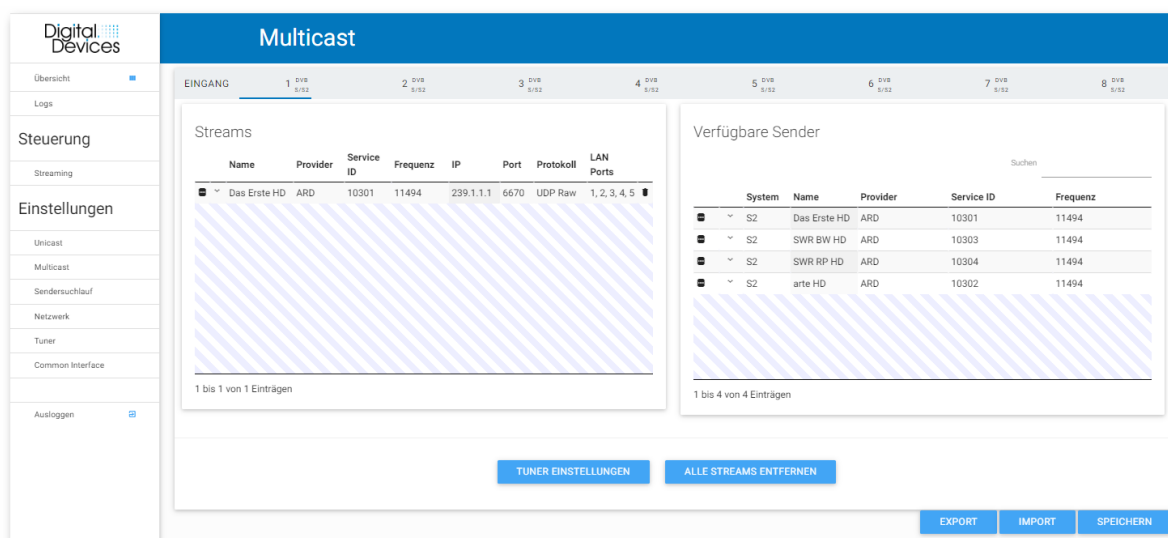 Digital
Devices
Multicast
Übersicht
Logs
Steuerung
Streaming
Einstellungen
Unicast
Multicast
Sendersuchlauf
Netzwerk
Tuner
Common Interface
Ausloggen
EINGANG 1 DVB S/S2 2 DVB S/S2 3 DVB S/S2 4 DVB S/S2 5 DVB S/S2 6 DVB S/S2 7 DVB S/S2 8 DVB S/S2
Streams
Name Provider Service ID Frequenz IP Port Protokoll LAN Ports
Das Erste HD ARD 10301 11494 239.1.1.1 6670 UDP Raw 1, 2, 3, 4, 5
1 bis 1 von 1 Einträgen
Verfügbare Sender
Suchen
System Name Provider Service ID Frequenz
S2 Das Erste HD ARD 10301 11494
S2 SWR BW HD ARD 10303 11494
S2 SWR RP HD ARD 10304 11494
S2 arte HD ARD 10302 11494
1 bis 4 von 4 Einträgen
TUNER EINSTELLUNGEN ALLE STREAMS ENTFERNEN
EXPORT IMPORT SPEICHERN